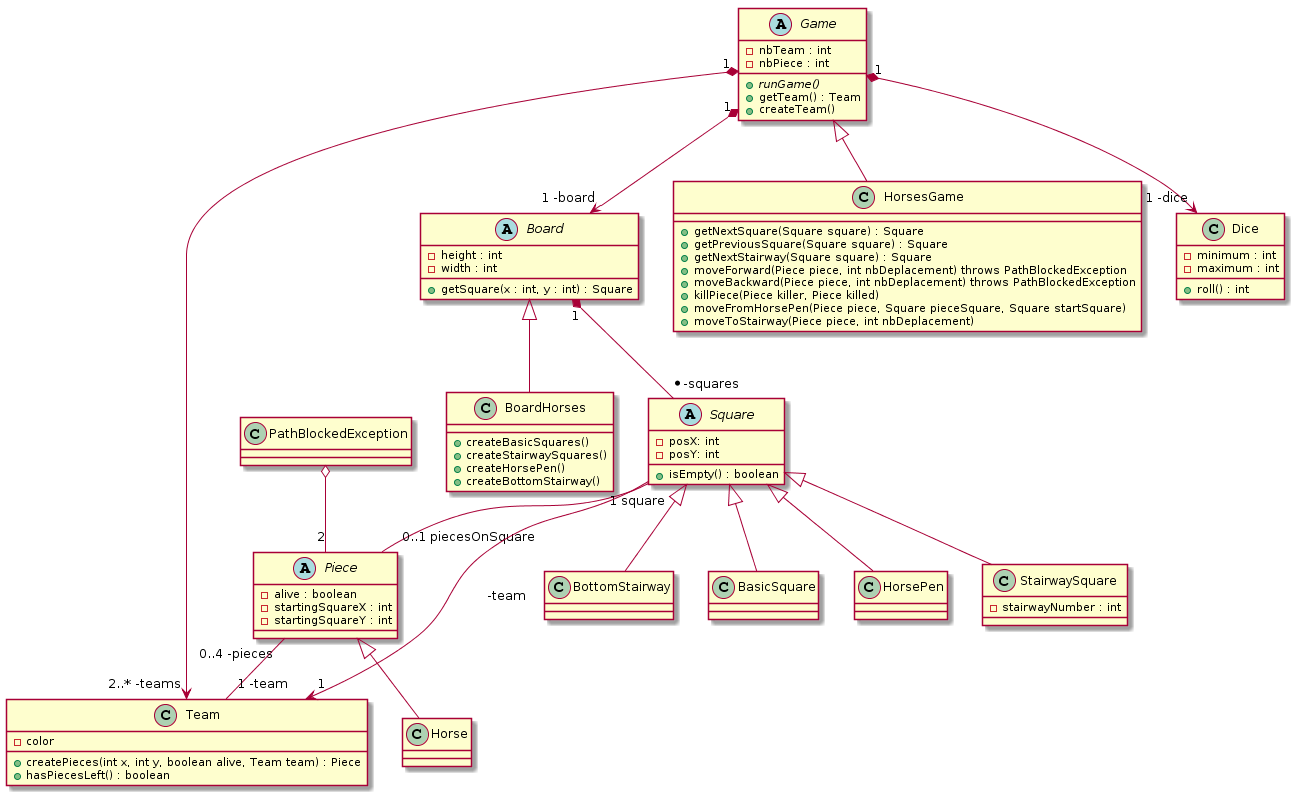 A Game
nbTeam : int
nbPiece : int
runGame()
getTeam() : Team
createTeam()
1
1
1
1 -board
1 -dice
A Board
height : int
width : int
getSquare(x : int, y : int) : Square
C HorsesGame
getNextSquare(Square square) : Square
getPreviousSquare(Square square) : Square
getNextStairway(Square square) : Square
moveForward(Piece piece, int nbDeplacement) throws PathBlockedException
moveBackward(Piece piece, int nbDeplacement) throws PathBlockedException
killPiece(Piece killer, Piece killed)
moveFromHorsePen(Piece piece, Square pieceSquare, Square startSquare)
moveToStairway(Piece piece, int nbDeplacement)
C Dice
minimum : int
maximum : int
roll() : int
1
-squares
C PathBlockedException
C BoardHorses
createBasicSquares()
createStairwaySquares()
createHorsePen()
createBottomStairway()
A Square
posX: int
posY: int
isEmpty() : boolean
1 square
2
0..1 piecesOnSquare
A Piece
alive : boolean
startingSquareX : int
startingSquareY : int
C BottomStairway
C BasicSquare
C HorsePen
C StairwaySquare
stairwayNumber : int
-team
0..4 -pieces
2..* -teams
1 -team
1
C Team
color
createPieces(int x, int y, boolean alive, Team team) : Piece
hasPiecesLeft() : boolean
C Horse